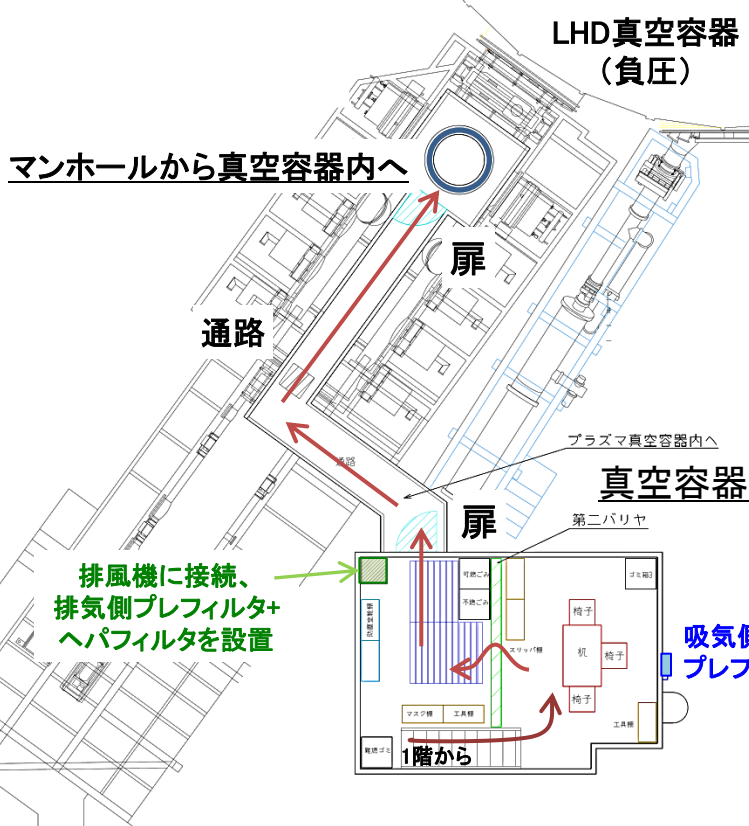 LHD真空容器
（負圧）
マンホールから真空容器内へ
扉
通路
プラズマ真空容器内へ
通路
真空容器
扉
第二バリヤ
排風機に接続、
排気側プレフィルタ+
ヘパフィルタを設置
可燃ごみ
不燃ごみ
ゴミ箱3
椅子
スリッパ棚
机
椅子
椅子
吸気側
プレフ
マスク棚
工具棚
工具棚
難燃ゴミ
1階から